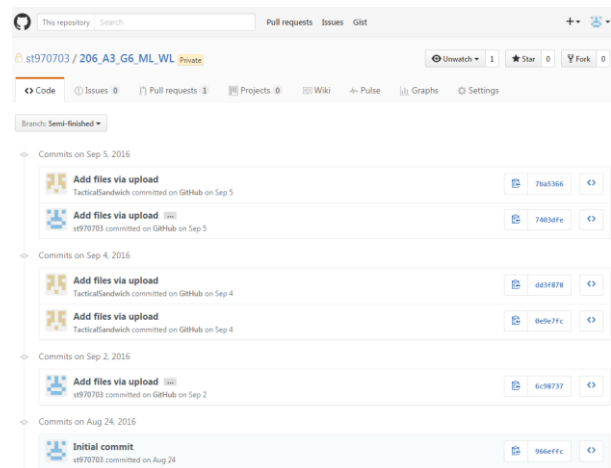 This repository Search Pull requests Issues Gist
st970703 / 206_A3_G6_ML_WL Private Unwatch 1 Star 0 Fork 0
Code Issues 0 Pull requests 1 Projects 0 Wiki Pulse Graphs Settings
Branch: Semi-finished
Commits on Sep 5, 2016
Add files via upload
TacticalSandwich committed on GitHub on Sep 5
7ba5366
Add files via upload ...
st970703 committed on GitHub on Sep 5
7403dfe
Commits on Sep 4, 2016
Add files via upload
TacticalSandwich committed on GitHub on Sep 4
dd3f878
Add files via upload
TacticalSandwich committed on GitHub on Sep 4
0e9e7fc
Commits on Sep 2, 2016
Add files via upload ...
st970703 committed on GitHub on Sep 2
6c98737
Commits on Aug 24, 2016
Initial commit
st970703 committed on Aug 24
966effc